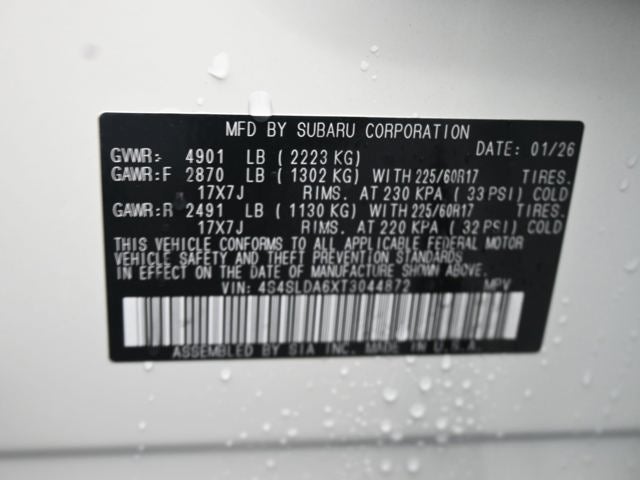 MFD BY SUBARU CORPORATION
DATE: 01/26
GVWR:- 4901 LB ( 2223 KG)
GAWR:F 2870 LB ( 1302 KG) WITH 225/60R17 TIRES.
17X7J RIMS. AT 230 KPA ( 33 PSI) COLD
GAWR:R 2491 LB ( 1130 KG) WITH 225/60R17 TIRES.
17X7J RIMS. AT 220 KPA ( 32 PSI) COLD
THIS VEHICLE CONFORMS TO ALL APPLICABLE FEDERAL MOTOR
VEHICLE SAFETY AND THEFT PREVENTION STANDARDS
IN EFFECT ON THE DATE OF MANUFACTURE SHOWN ABOVE.
VIN: 4S4SLDA6XT3044872 MPV
ASSEMBLED BY SIA INC. MADE IN U.S.A.